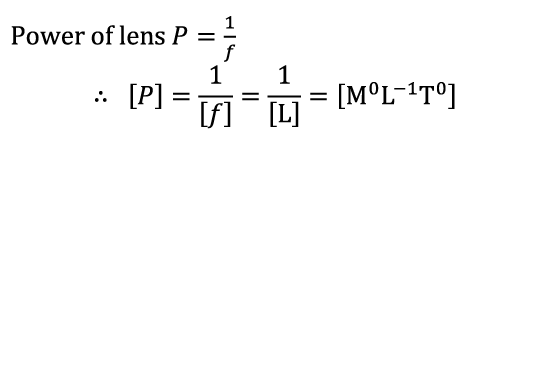 Power of lens P = 1/f
∴ [P] = 1/[f] = 1/[L] = [M⁰L⁻¹T⁰]